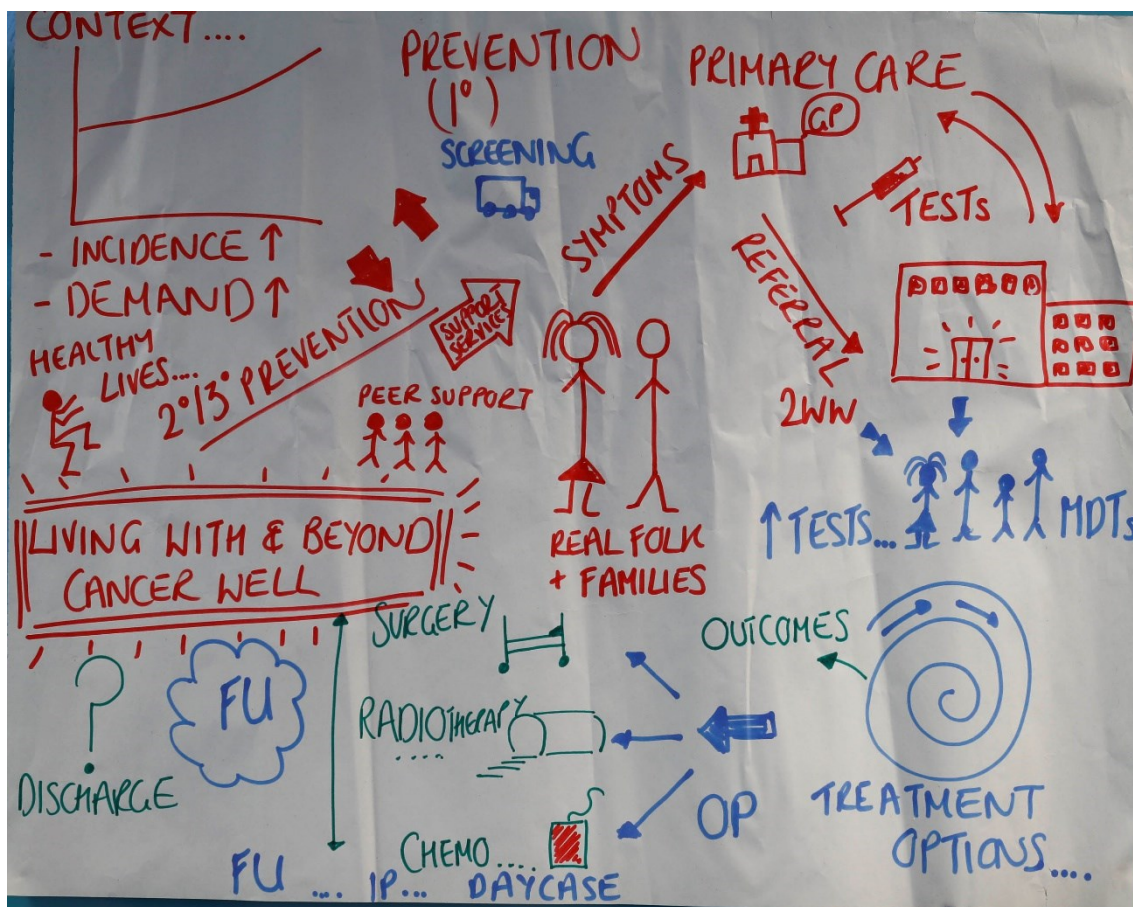 CONTEXT....
- INCIDENCE ↑
- DEMAND ↑
PREVENTION
(1°)
SCREENING
PRIMARY CARE
GP
SYMPTOMS
TESTS
REFERRAL
2WW
HEALTHY
LIVES....
2°/3° PREVENTION
SUPPORT
SERVICES
PEER SUPPORT
REAL FOLK
+ FAMILIES
↑ TESTS...
MDTs
LIVING WITH & BEYOND
CANCER WELL
OUTCOMES
TREATMENT
OPTIONS....
OP
SURGERY
RADIOTHERAPY
....
CHEMO....
FU
DISCHARGE
FU .... IP... DAYCASE